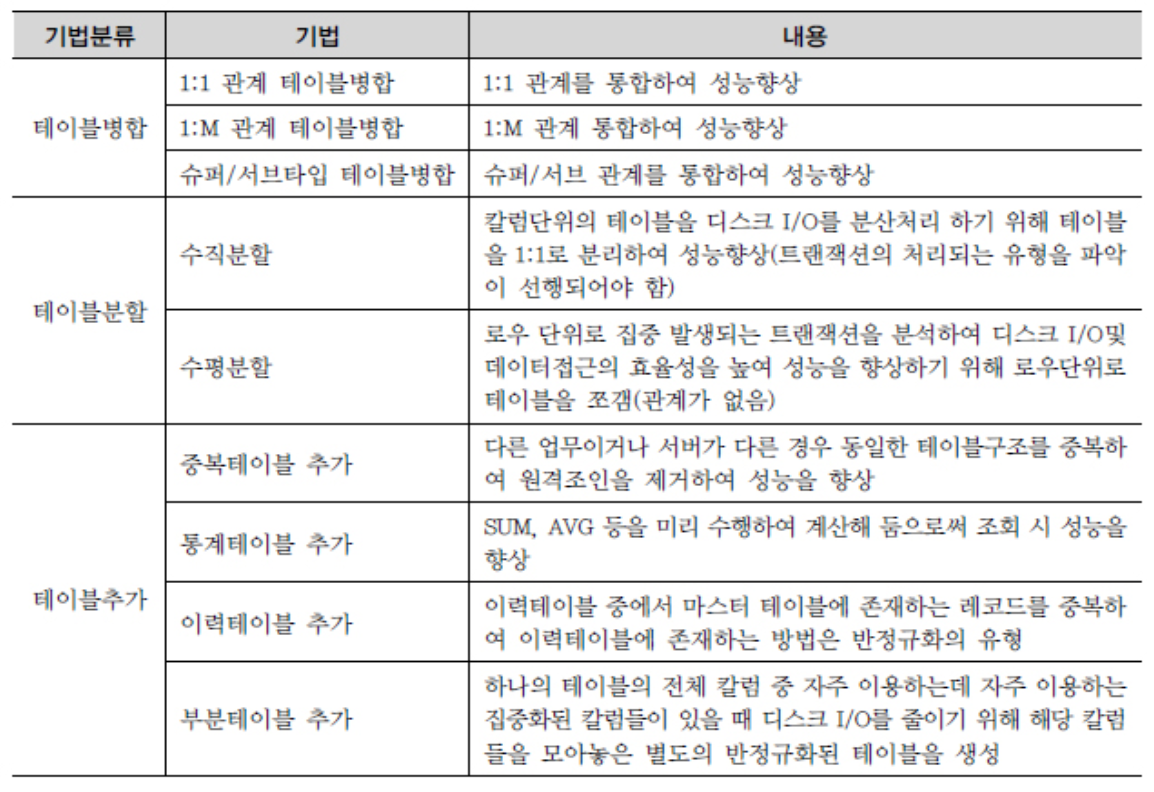 기법분류 기법 내용
테이블병합
1:1 관계 테이블병합 1:1 관계를 통합하여 성능향상
1:M 관계 테이블병합 1:M 관계 통합하여 성능향상
슈퍼/서브타입 테이블병합 슈퍼/서브 관계를 통합하여 성능향상
테이블분할
수직분할
칼럼단위의 테이블을 디스크 I/O를 분산처리 하기 위해 테이블
을 1:1로 분리하여 성능향상(트랜잭션의 처리되는 유형을 파악
이 선행되어야 함)
수평분할
로우 단위로 집중 발생되는 트랜잭션을 분석하여 디스크 I/O및
데이터접근의 효율성을 높여 성능을 향상하기 위해 로우단위로
테이블을 쪼갬(관계가 없음)
테이블추가
중복테이블 추가
다른 업무이거나 서버가 다른 경우 동일한 테이블구조를 중복하
여 원격조인을 제거하여 성능을 향상
통계테이블 추가
SUM, AVG 등을 미리 수행하여 계산해 둠으로써 조회 시 성능을
향상
이력테이블 추가
이력테이블 중에서 마스터 테이블에 존재하는 레코드를 중복하
여 이력테이블에 존재하는 방법은 반정규화의 유형
부분테이블 추가
하나의 테이블의 전체 칼럼 중 자주 이용하는데 자주 이용하는
집중화된 칼럼들이 있을 때 디스크 I/O를 줄이기 위해 해당 칼럼
들을 모아놓은 별도의 반정규화된 테이블을 생성